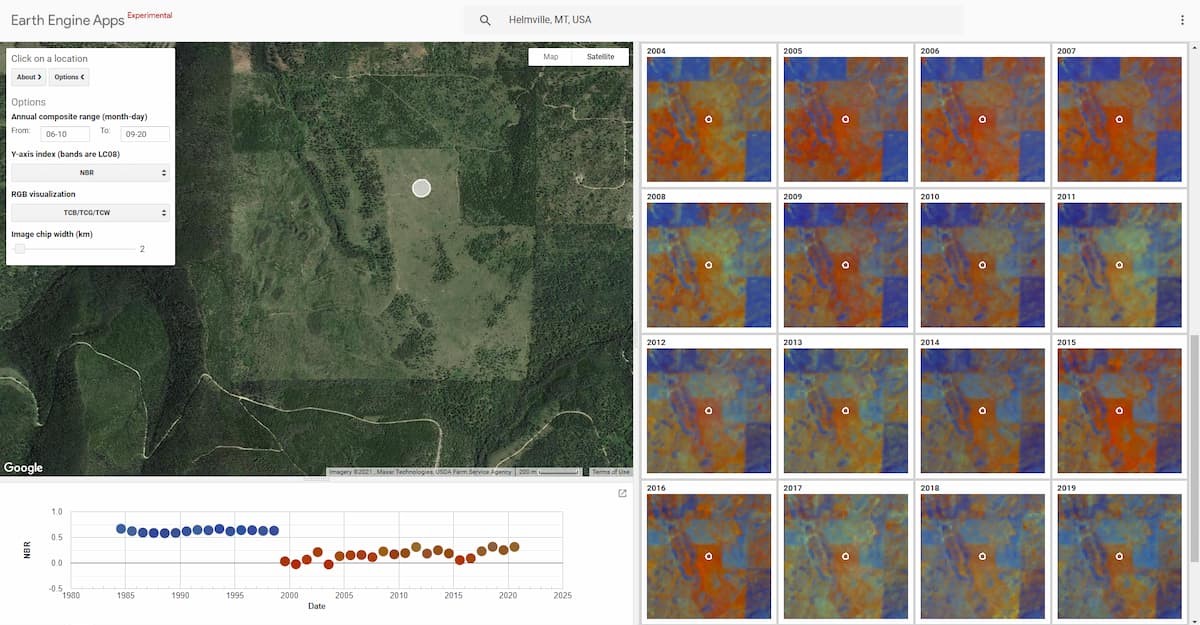 Earth Engine Apps Experimental
Helmville, MT, USA
Click on a location
About
Options
Options
Annual composite range (month-day)
From: 06-10 To: 09-20
Y-axis index (bands are LC08)
NBR
RGB visualization
TCB/TCG/TCW
Image chip width (km)
2
Map Satellite
Google
Imagery ©2021 , Maxar Technologies, USDA Farm Service Agency 200 m Terms of Use
NBR
1.0
0.5
0.0
-0.5
1980 1985 1990 1995 2000 2005 2010 2015 2020 2025
Date
2004 2005 2006 2007
2008 2009 2010 2011
2012 2013 2014 2015
2016 2017 2018 2019